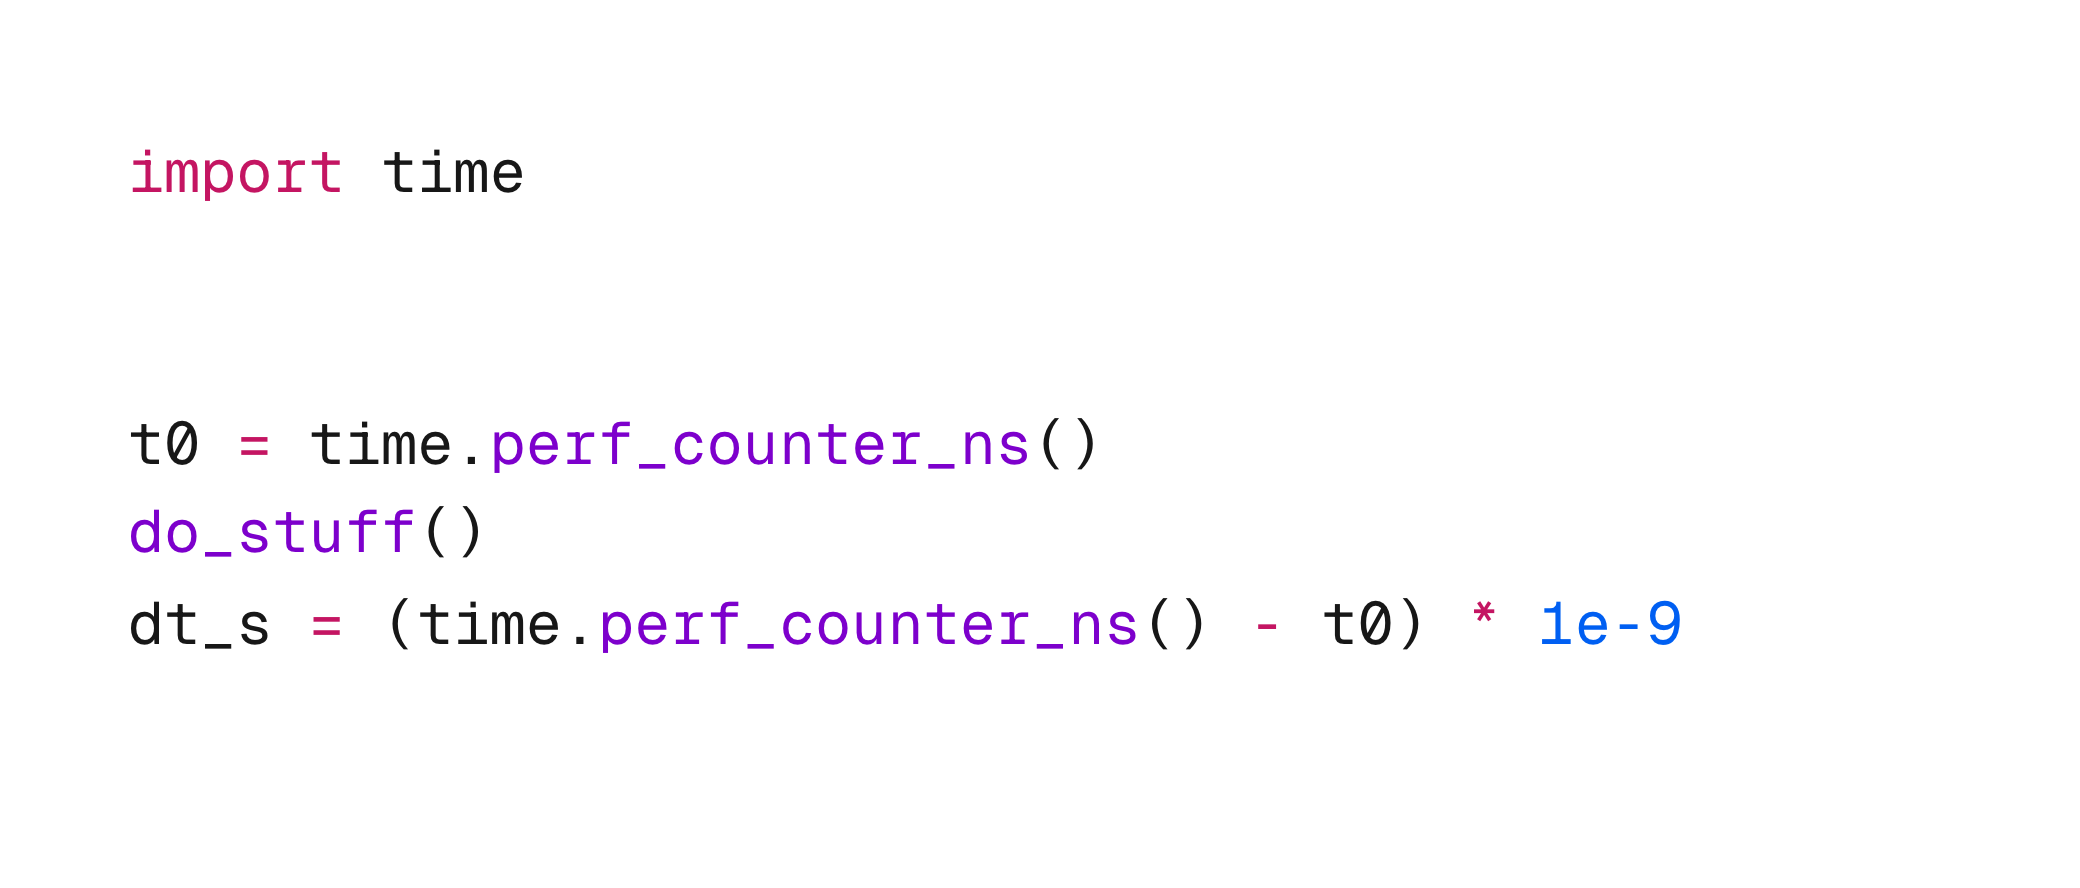 import time
t0 = time.perf_counter_ns()
do_stuff()
dt_s = (time.perf_counter_ns() - t0) * 1e-9